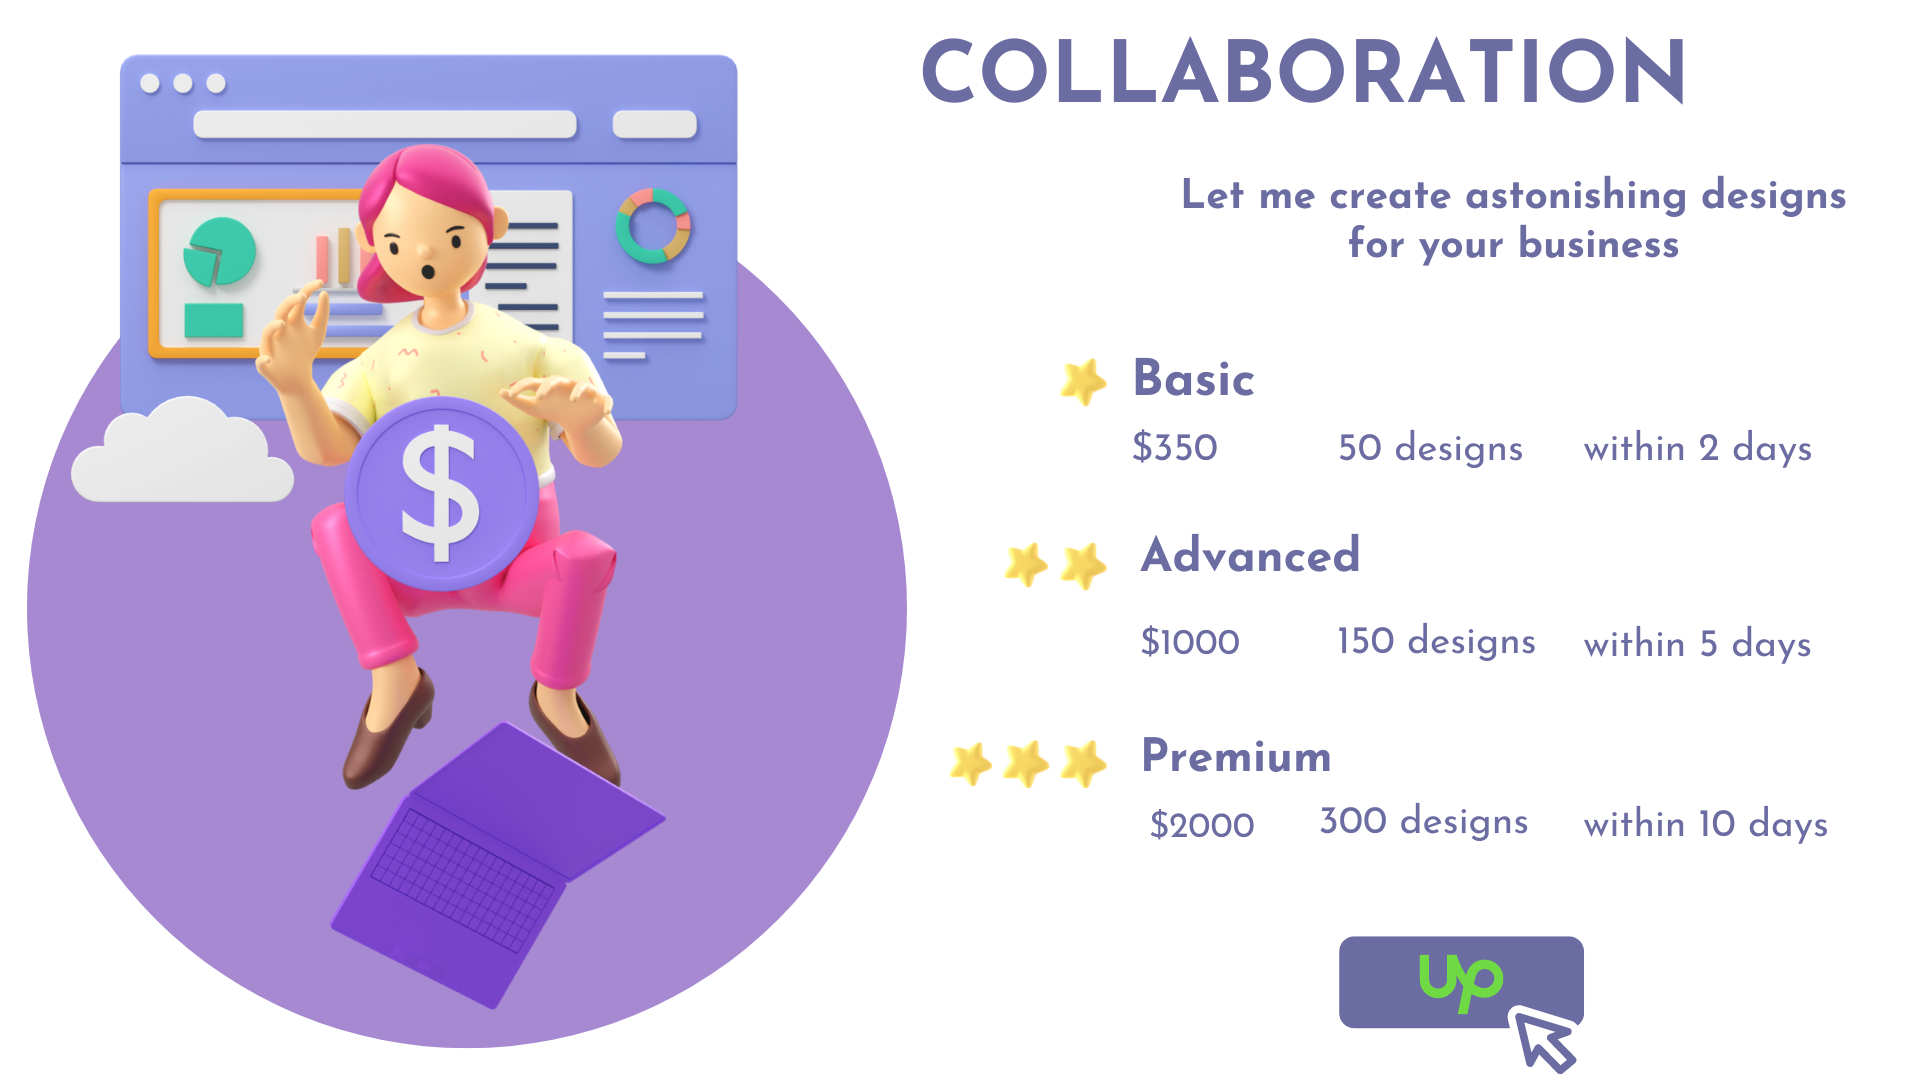 COLLABORATION
Let me create astonishing designs
for your business
Basic
$350 50 designs within 2 days
Advanced
$1000 150 designs within 5 days
Premium
$2000 300 designs within 10 days
$
up